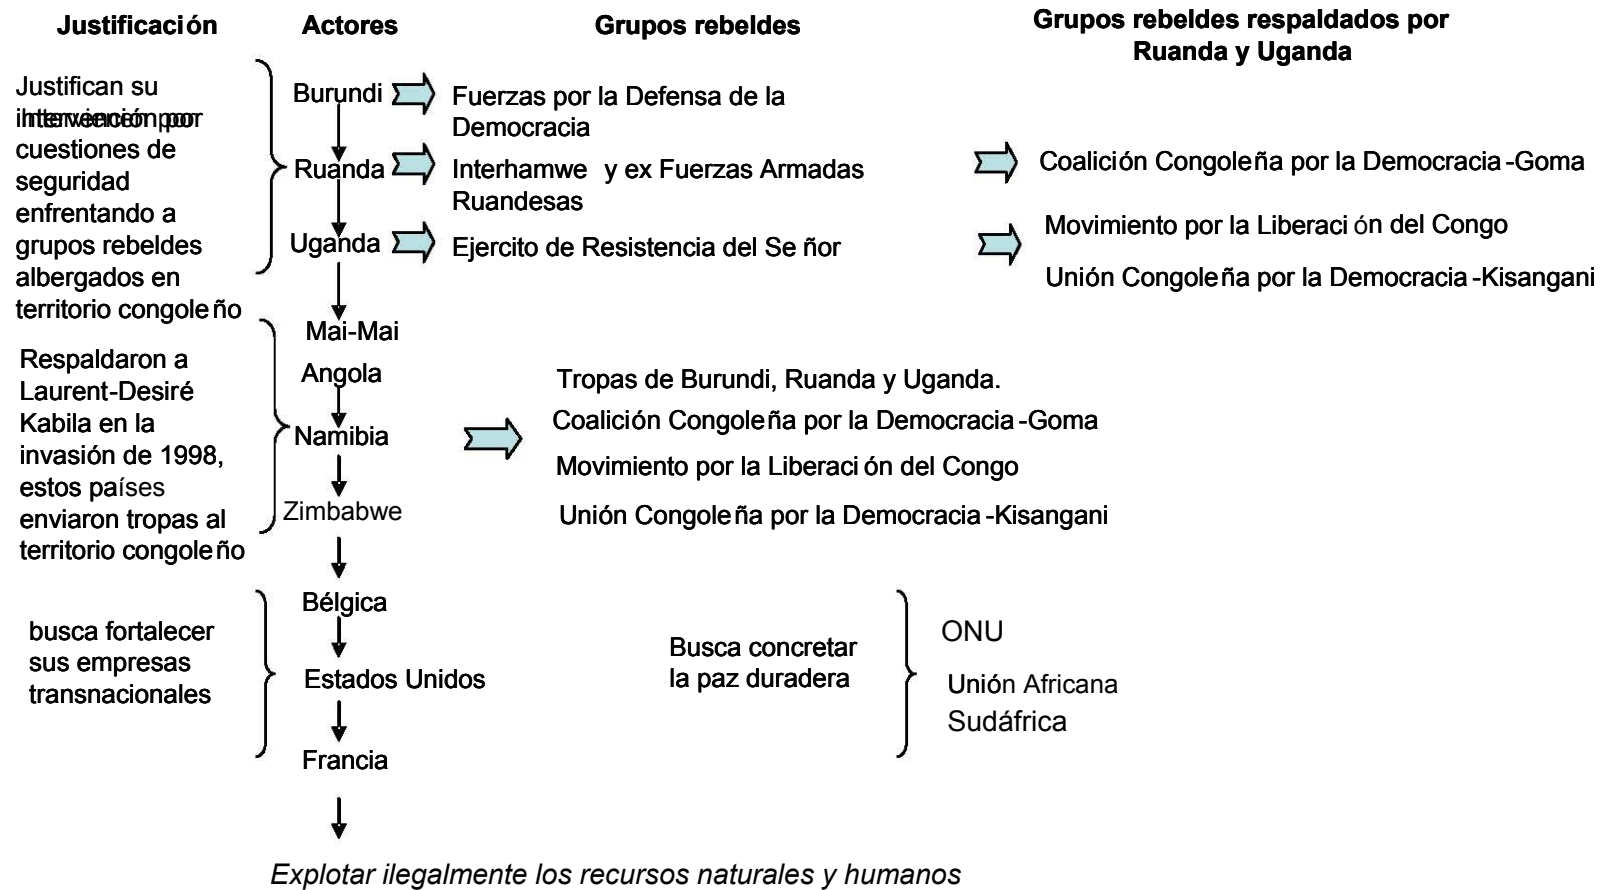 Justificación
Actores
Grupos rebeldes
Grupos rebeldes respaldados por
Ruanda y Uganda
Justifican su
intervención por
cuestiones de
seguridad
enfrentando a
grupos rebeldes
albergados en
territorio congoleño
Burundi
Fuerzas por la Defensa de la
Democracia
Ruanda
Interhamwe y ex Fuerzas Armadas
Ruandesas
Coalición Congoleña por la Democracia-Goma
Uganda
Ejercito de Resistencia del Señor
Movimiento por la Liberación del Congo
Unión Congoleña por la Democracia-Kisangani
Mai-Mai
Respaldaron a
Laurent-Desiré
Kabila en la
invasión de 1998,
estos países
enviaron tropas al
territorio congoleño
Angola
Namibia
Zimbabwe
Tropas de Burundi, Ruanda y Uganda.
Coalición Congoleña por la Democracia-Goma
Movimiento por la Liberación del Congo
Unión Congoleña por la Democracia-Kisangani
busca fortalecer
sus empresas
transnacionales
Bélgica
Estados Unidos
Francia
Busca concretar
la paz duradera
ONU
Unión Africana
Sudáfrica
Explotar ilegalmente los recursos naturales y humanos